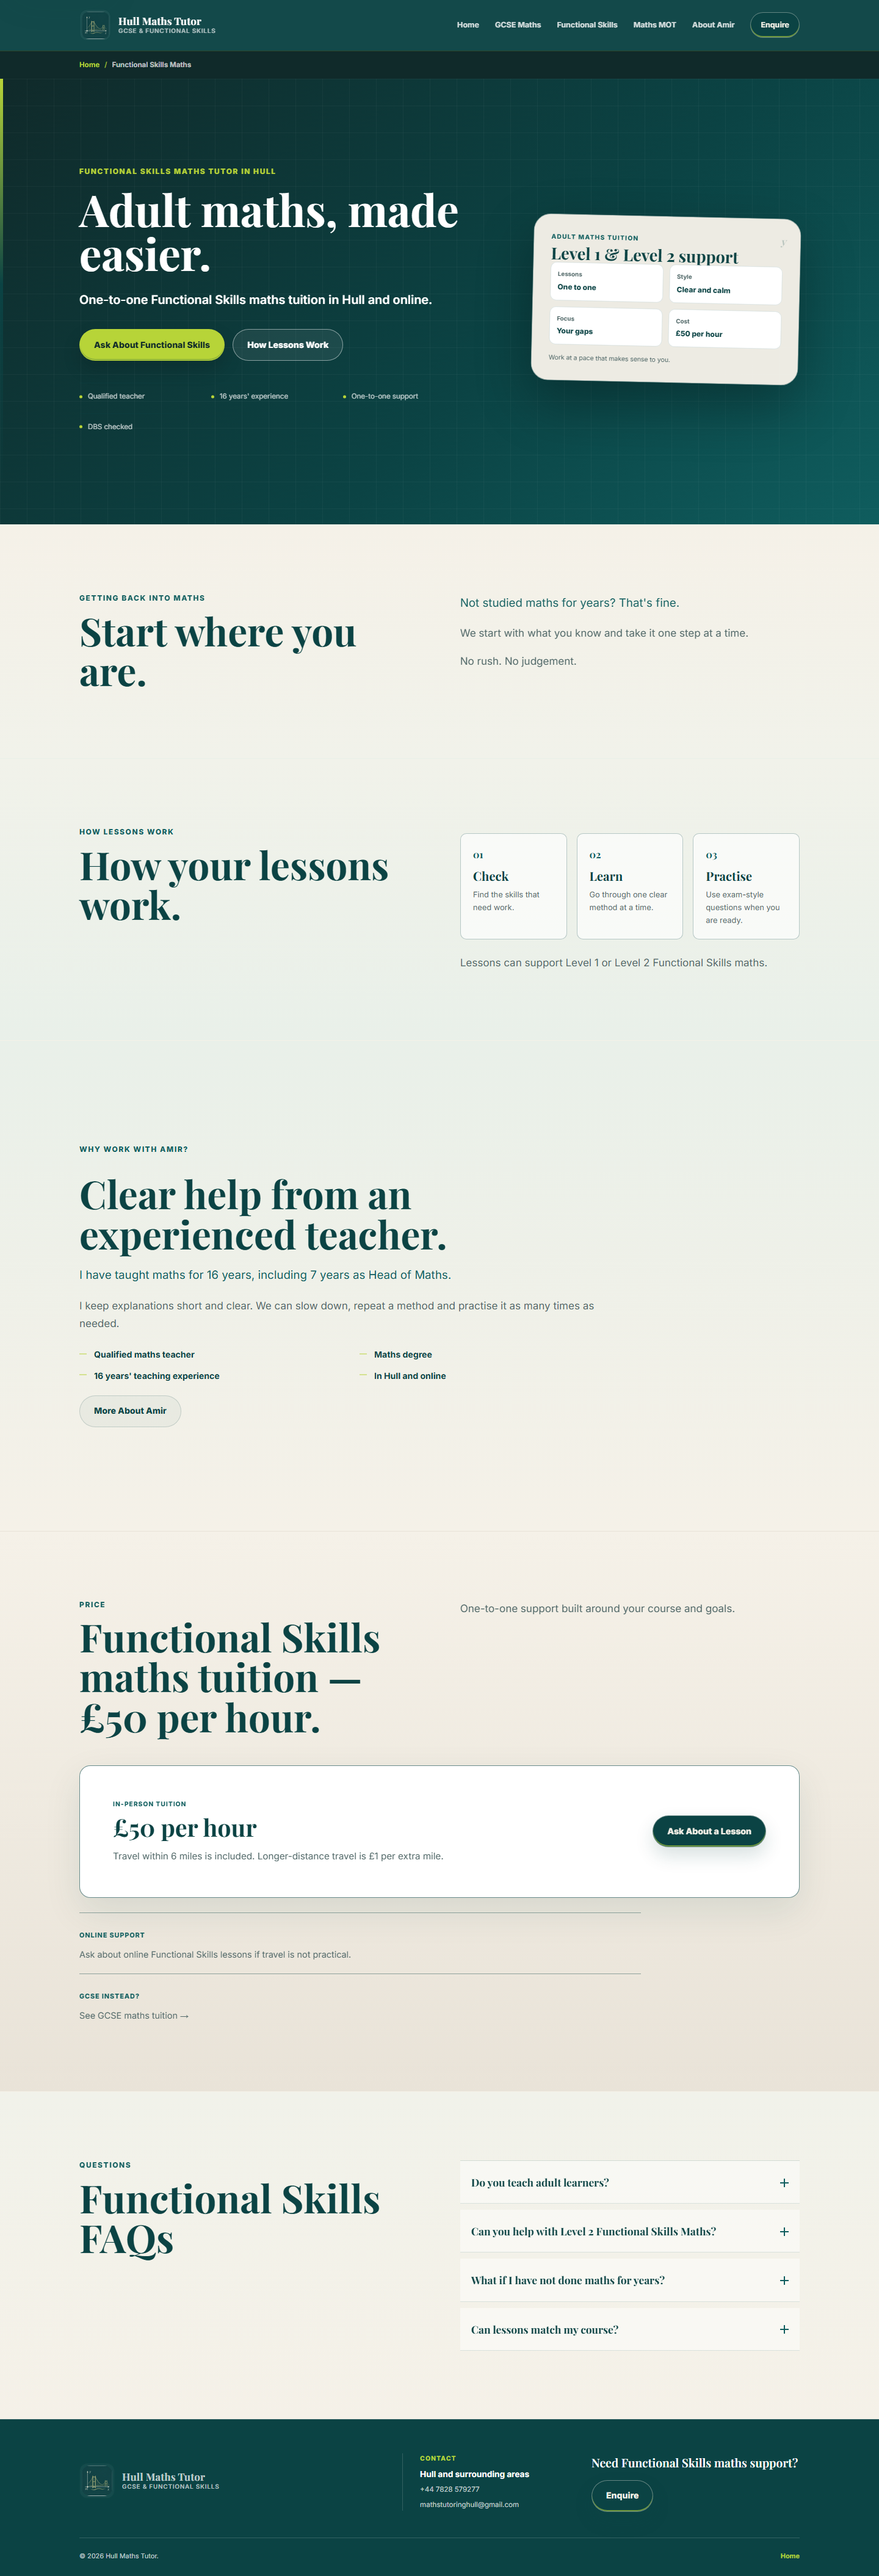 Hull Maths Tutor
GCSE & FUNCTIONAL SKILLS
Home
GCSE Maths
Functional Skills
Maths MOT
About Amir
Enquire
Home / Functional Skills Maths
FUNCTIONAL SKILLS MATHS TUTOR IN HULL
Adult maths, made
easier.
One-to-one Functional Skills maths tuition in Hull and online.
Ask About Functional Skills
How Lessons Work
Qualified teacher
16 years' experience
One-to-one support
DBS checked
ADULT MATHS TUITION
y
Level 1 & Level 2 support
Lessons
One to one
Style
Clear and calm
Focus
Your gaps
Cost
£50 per hour
Work at a pace that makes sense to you.
GETTING BACK INTO MATHS
Start where you
are.
Not studied maths for years? That's fine.
We start with what you know and take it one step at a time.
No rush. No judgement.
HOW LESSONS WORK
How your lessons
work.
01
Check
Find the skills that
need work.
02
Learn
Go through one clear
method at a time.
03
Practise
Use exam-style
questions when you
are ready.
Lessons can support Level 1 or Level 2 Functional Skills maths.
WHY WORK WITH AMIR?
Clear help from an
experienced teacher.
I have taught maths for 16 years, including 7 years as Head of Maths.
I keep explanations short and clear. We can slow down, repeat a method and practise it as many times as
needed.
Qualified maths teacher
Maths degree
16 years' teaching experience
In Hull and online
More About Amir
PRICE
Functional Skills
maths tuition —
£50 per hour.
One-to-one support built around your course and goals.
IN-PERSON TUITION
£50 per hour
Travel within 6 miles is included. Longer-distance travel is £1 per extra mile.
Ask About a Lesson
ONLINE SUPPORT
Ask about online Functional Skills lessons if travel is not practical.
GCSE INSTEAD?
See GCSE maths tuition →
QUESTIONS
Functional Skills
FAQs
Do you teach adult learners?
Can you help with Level 2 Functional Skills Maths?
What if I have not done maths for years?
Can lessons match my course?
Hull Maths Tutor
GCSE & FUNCTIONAL SKILLS
CONTACT
Hull and surrounding areas
+44 7828 579277
mathstutoringhull@gmail.com
Need Functional Skills maths support?
Enquire
© 2026 Hull Maths Tutor.
Home